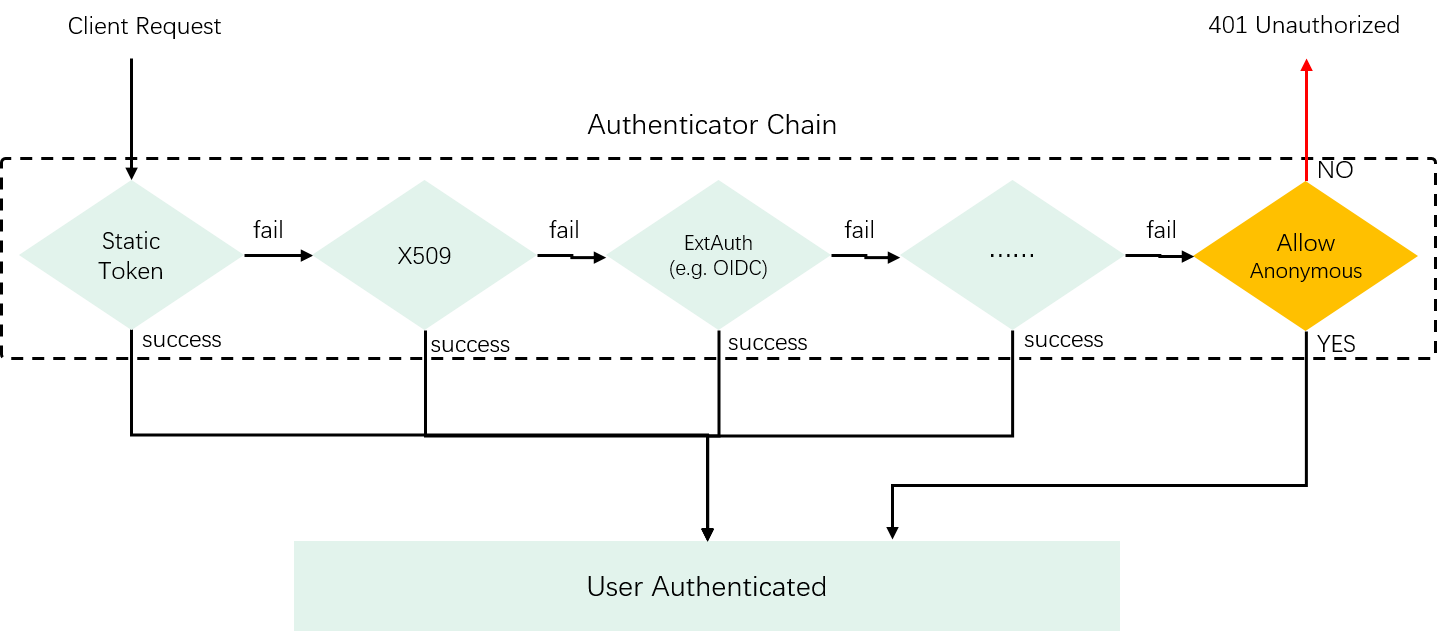 Client Request
401 Unauthorized
Authenticator Chain
NO
Static
Token
fail
X509
fail
ExtAuth
(e.g. OIDC)
fail
······
fail
Allow
Anonymous
success
success
success
success
YES
User Authenticated